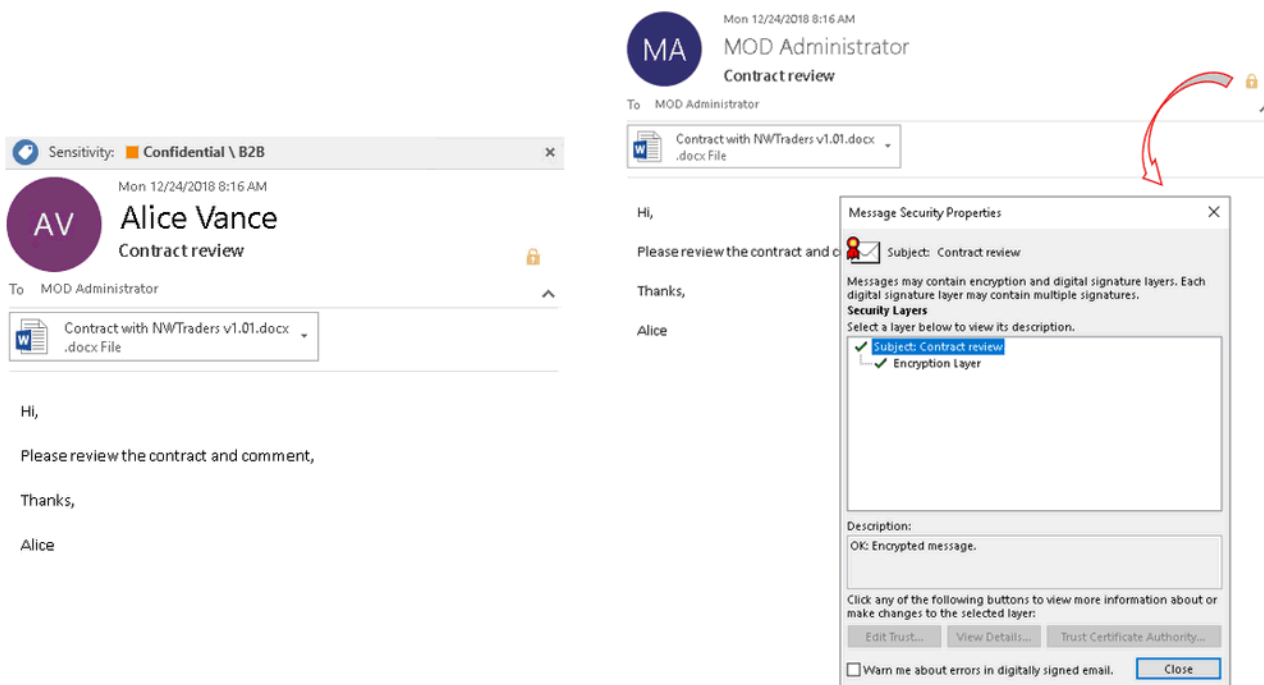 Sensitivity: Confidential \ B2B
Mon 12/24/2018 8:16 AM
AV
Alice Vance
Contract review
To MOD Administrator
Contract with NWTraders v1.01.docx
.docx File
Hi,
Please review the contract and comment,
Thanks,
Alice
Mon 12/24/2018 8:16 AM
MA
MOD Administrator
Contract review
To MOD Administrator
Contract with NWTraders v1.01.docx
.docx File
Hi,
Please review the contract and c
Thanks,
Alice
Message Security Properties
Subject: Contract review
Messages may contain encryption and digital signature layers. Each
digital signature layer may contain multiple signatures.
Security Layers
Select a layer below to view its description.
Subject: Contract review
Encryption Layer
Description:
OK: Encrypted message.
Click any of the following buttons to view more information about or
make changes to the selected layer:
Edit Trust... View Details... Trust Certificate Authority...
Warn me about errors in digitally signed email. Close